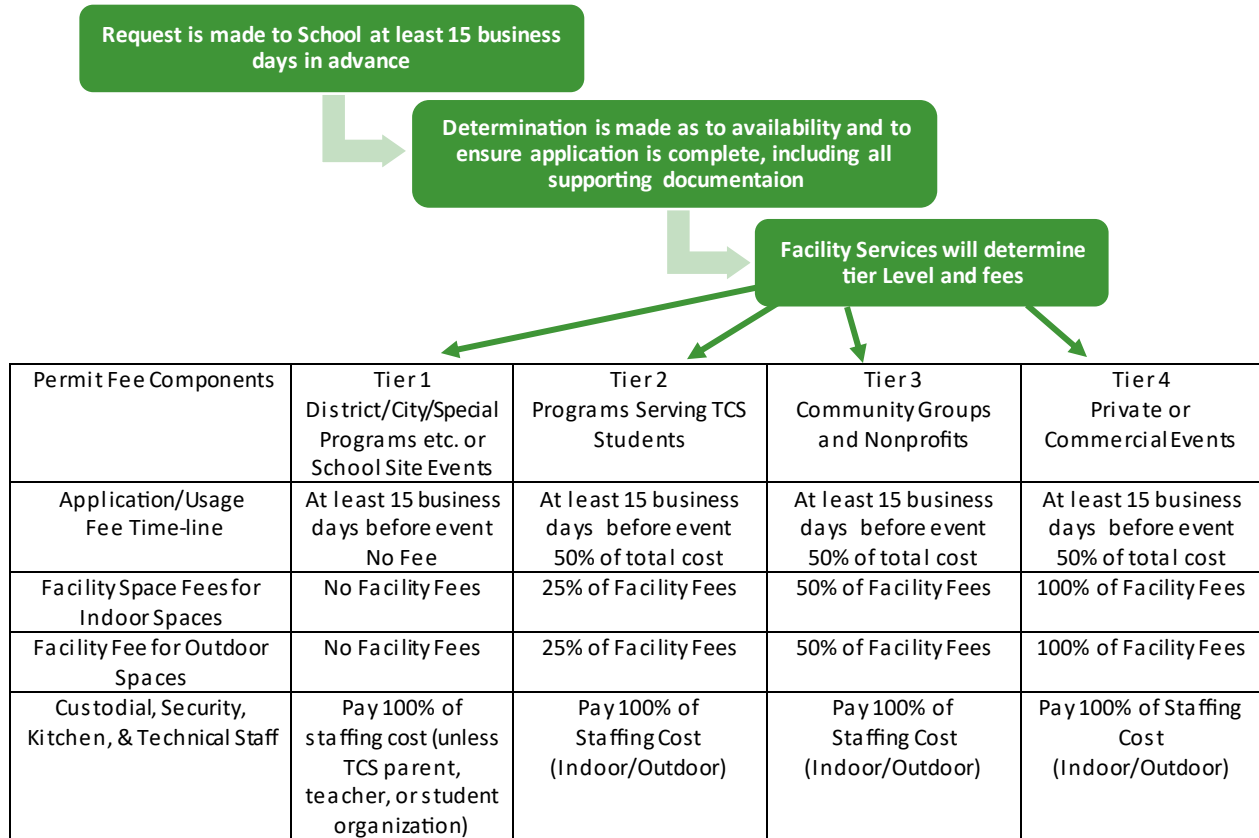 Request is made to School at least 15 business
days in advance
Determination is made as to availability and to
ensure application is complete, including all
supporting documentaion
Facility Services will determine
tier Level and fees
Permit Fee Components
Tier 1
District/City/Special
Programs etc. or
School Site Events
Tier 2
Programs Serving TCS
Students
Tier 3
Community Groups
and Nonprofits
Tier 4
Private or
Commercial Events
Application/Usage
Fee Time-line
At least 15 business
days before event
No Fee
At least 15 business
days before event
50% of total cost
At least 15 business
days before event
50% of total cost
At least 15 business
days before event
50% of total cost
Facility Space Fees for
Indoor Spaces
No Facility Fees
25% of Facility Fees
50% of Facility Fees
100% of Facility Fees
Facility Fee for Outdoor
Spaces
No Facility Fees
25% of Facility Fees
50% of Facility Fees
100% of Facility Fees
Custodial, Security,
Kitchen, & Technical Staff
Pay 100% of
staffing cost (unless
TCS parent,
teacher, or student
organization)
Pay 100% of
Staffing Cost
(Indoor/Outdoor)
Pay 100% of
Staffing Cost
(Indoor/Outdoor)
Pay 100% of Staffing
Cost
(Indoor/Outdoor)